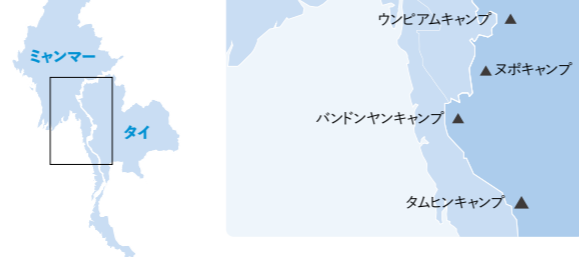 ミャンマー
タイ
ウンピアムキャンプ
ヌポキャンプ
バンドンヤンキャンプ
タムヒンキャンプ